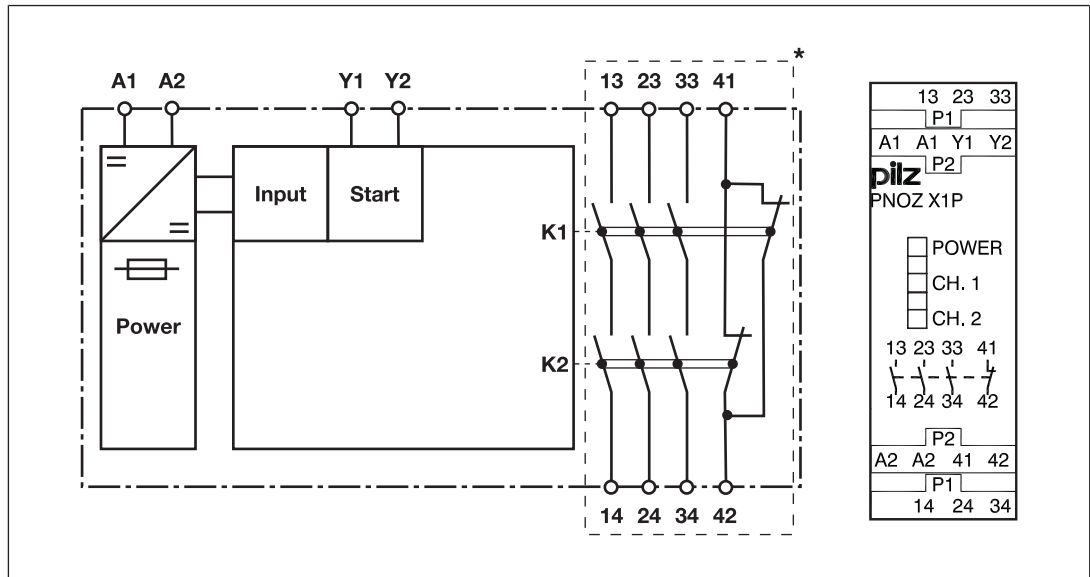 *
A1 A2 Y1 Y2 13 23 33 41
Input Start
Power
K1
K2
14 24 34 42
13 23 33
P1
A1 A1 Y1 Y2
P2
pilz
PNOZ X1P
POWER
CH. 1
CH. 2
13 23 33 41
14 24 34 42
P2
A2 A2 41 42
P1
14 24 34